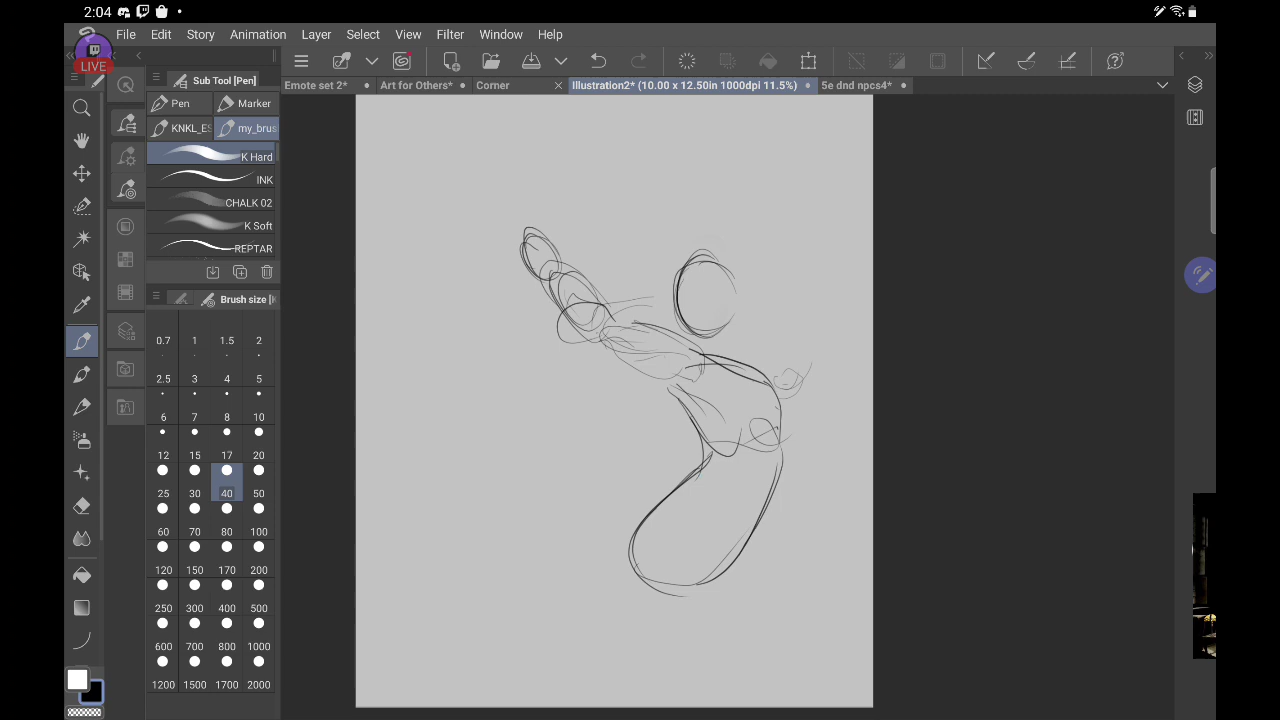 2:04
LIVE
File Edit Story Animation Layer Select View Filter Window Help
Sub Tool [Pen]
Emote set 2* Art for Others* Corner Illustration2* (10.00 x 12.50in 1000dpi 11.5%) 5e dnd npcs4*
Pen Marker
KNKL_ES my_brus
K Hard
INK
CHALK 02
K Soft
REPTAR
Brush size [
0.7 1 1.5 2
2.5 3 4 5
6 7 8 10
12 15 17 20
25 30 40 50
60 70 80 100
120 150 170 200
250 300 400 500
600 700 800 1000
1200 1500 1700 2000